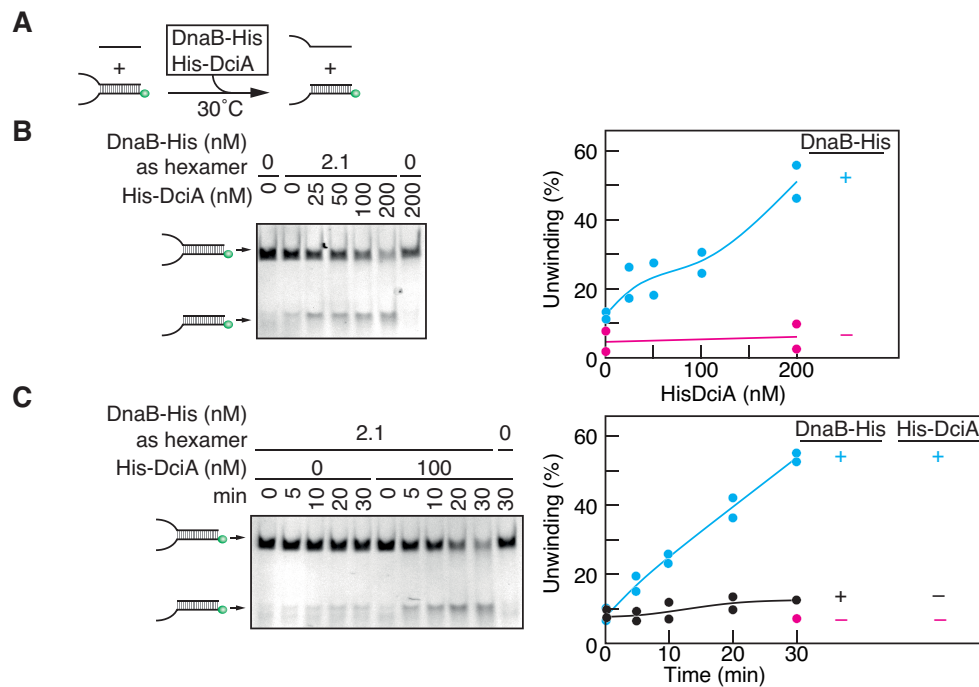 A
DnaB-His
His-DciA
+ +
30˚C
B
DnaB-His (nM)
as hexamer
0 2.1 0
His-DciA (nM)
0 0 25 50 100 200 200
Unwinding (%)
60
40
20
0
0 100 200
HisDciA (nM)
DnaB-His
+
−
C
DnaB-His (nM)
as hexamer
2.1 0
His-DciA (nM)
0 100
min
0 5 10 20 30 0 5 10 20 30 30
Unwinding (%)
60
40
20
0
0 10 20 30
Time (min)
DnaB-His His-DciA
+ +
+ −
− −